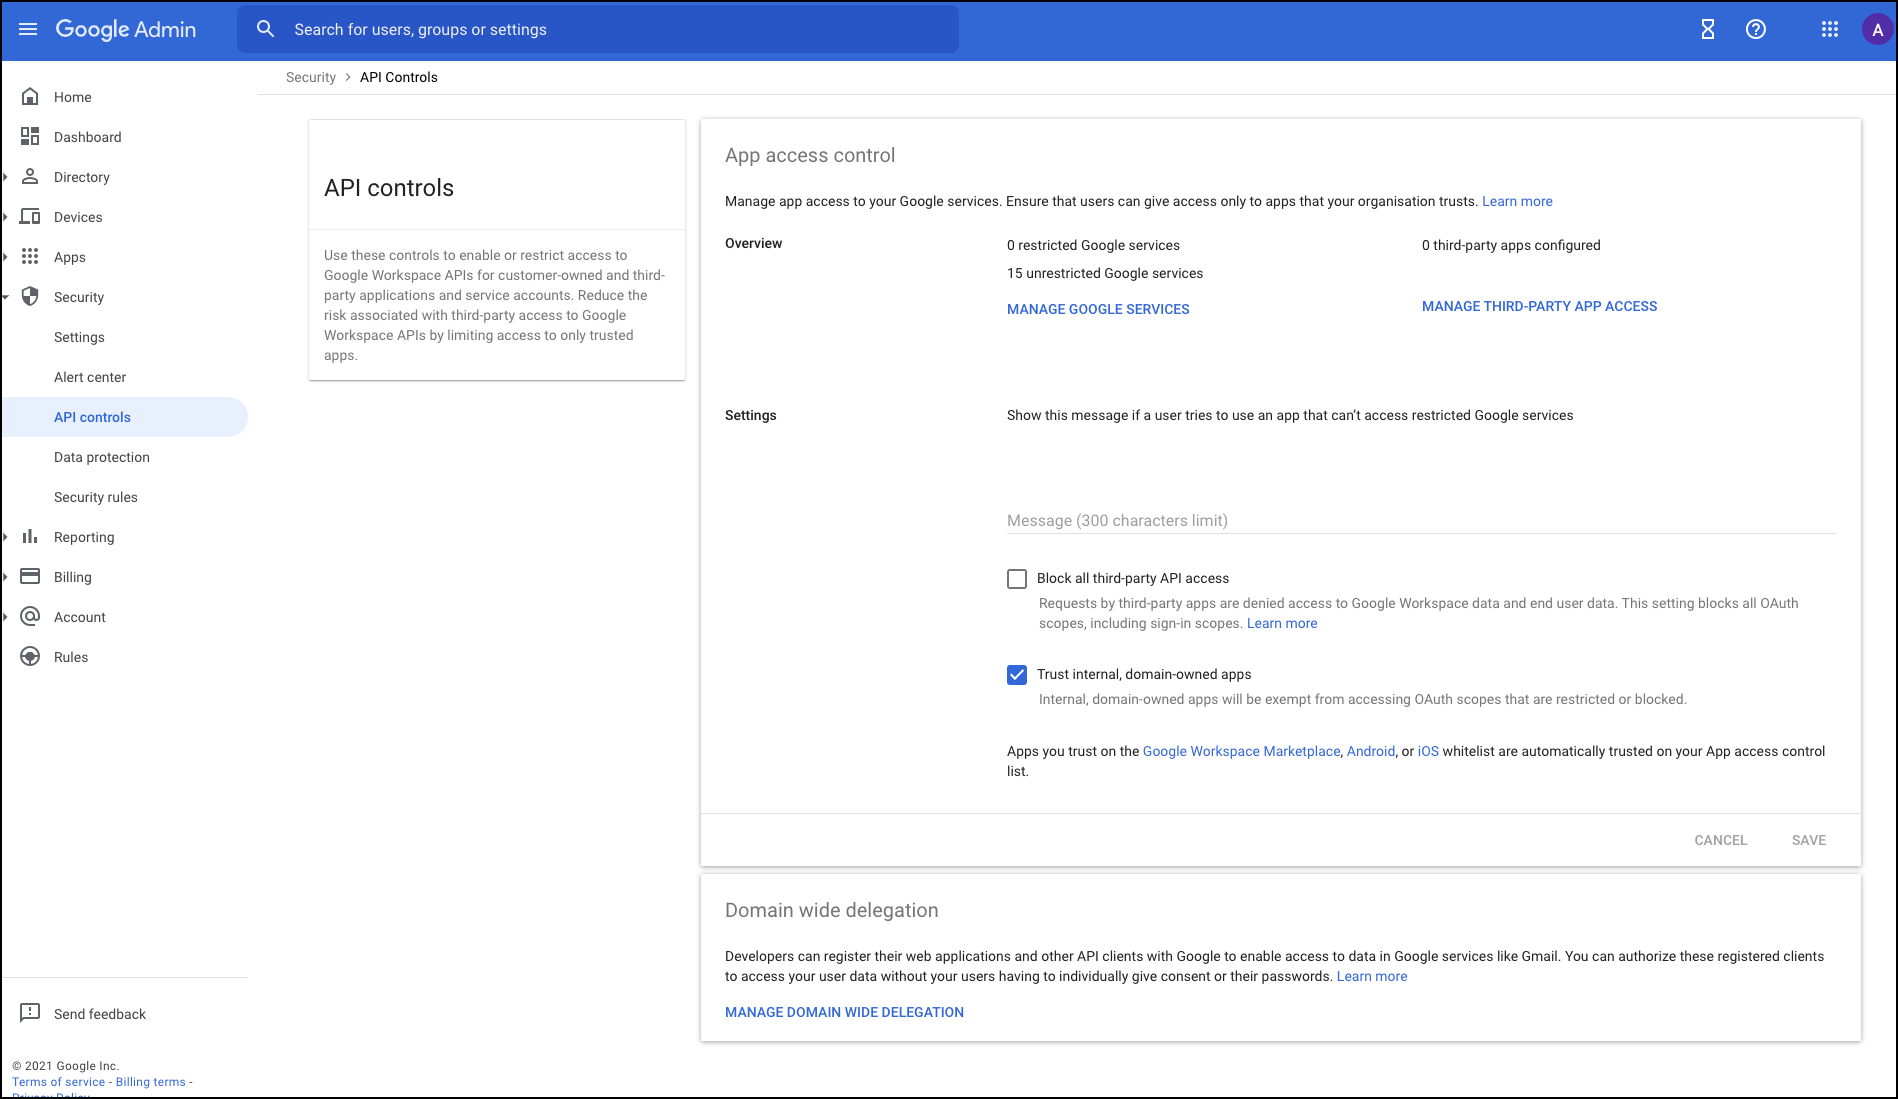 Google Admin
Search for users, groups or settings
A
Security > API Controls
Home
Dashboard
Directory
Devices
Apps
Security
Settings
Alert center
API controls
Data protection
Security rules
Reporting
Billing
Account
Rules
Send feedback
© 2021 Google Inc.
Terms of service - Billing terms -
Privacy Policy
API controls
Use these controls to enable or restrict access to
Google Workspace APIs for customer-owned and third-
party applications and service accounts. Reduce the
risk associated with third-party access to Google
Workspace APIs by limiting access to only trusted
apps.
App access control
Manage app access to your Google services. Ensure that users can give access only to apps that your organisation trusts. Learn more
Overview
0 restricted Google services
15 unrestricted Google services
MANAGE GOOGLE SERVICES
0 third-party apps configured
MANAGE THIRD-PARTY APP ACCESS
Settings
Show this message if a user tries to use an app that can't access restricted Google services
Message (300 characters limit)
Block all third-party API access
Requests by third-party apps are denied access to Google Workspace data and end user data. This setting blocks all OAuth
scopes, including sign-in scopes. Learn more
Trust internal, domain-owned apps
Internal, domain-owned apps will be exempt from accessing OAuth scopes that are restricted or blocked.
Apps you trust on the Google Workspace Marketplace, Android, or iOS whitelist are automatically trusted on your App access control
list.
CANCEL
SAVE
Domain wide delegation
Developers can register their web applications and other API clients with Google to enable access to data in Google services like Gmail. You can authorize these registered clients
to access your user data without your users having to individually give consent or their passwords. Learn more
MANAGE DOMAIN WIDE DELEGATION